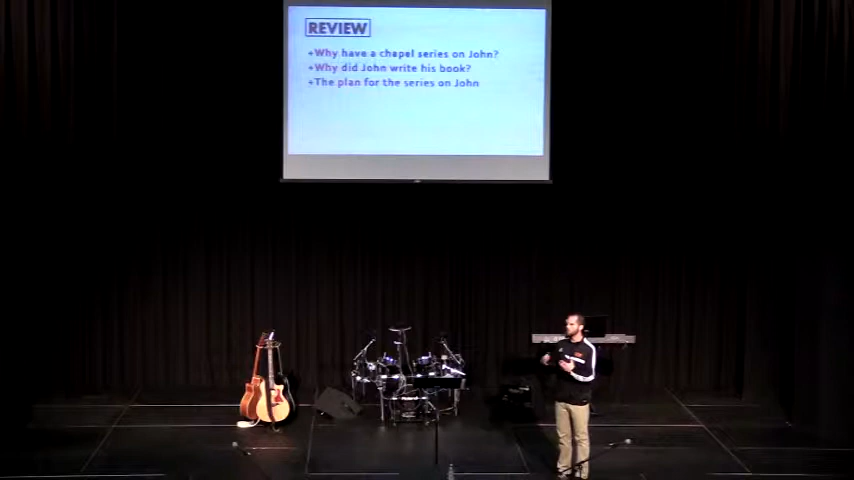 REVIEW
+Why have a chapel series on John?
+Why did John write his book?
+The plan for the series on John